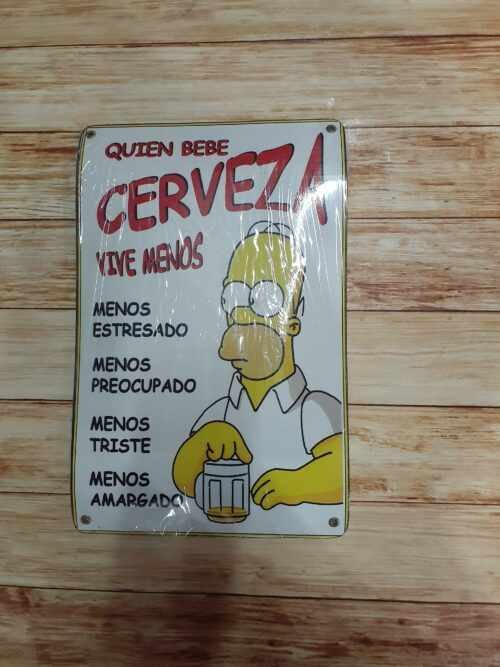 QUIEN BEBE
CERVEZA
VIVE MENOS
MENOS
ESTRESADO
MENOS
PREOCUPADO
MENOS
TRISTE
MENOS
AMARGADO